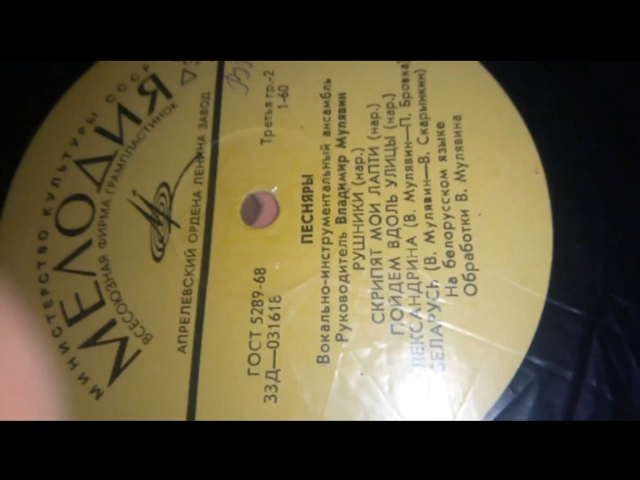 МИНИСТЕРСТВО КУЛЬТУРЫ СССР
МЕЛОДИЯ
ВСЕСОЮЗНАЯ ФИРМА ГРАМПЛАСТИНОК
АПРЕЛЕВСКИЙ ОРДЕНА ЛЕНИНА ЗАВОД
ГОСТ 5289-68
33Д—031618
Третья гр.-2
1-60
ПЕСНЯРЫ
Вокально-инструментальный ансамбль
Руководитель Владимир Мулявин
РУШНИКИ (нар.)
СКРИПЯТ МОИ ЛАПТИ (нар.)
ПОЙДЕМ ВДОЛЬ УЛИЦЫ (нар.)
ЛЕКСАНДРИНА (В. Мулявин—П. Бровка)
БЕЛАРУСЬ (В. Мулявин—В. Скарынкин)
На белорусском языке
Обработки В. Мулявина